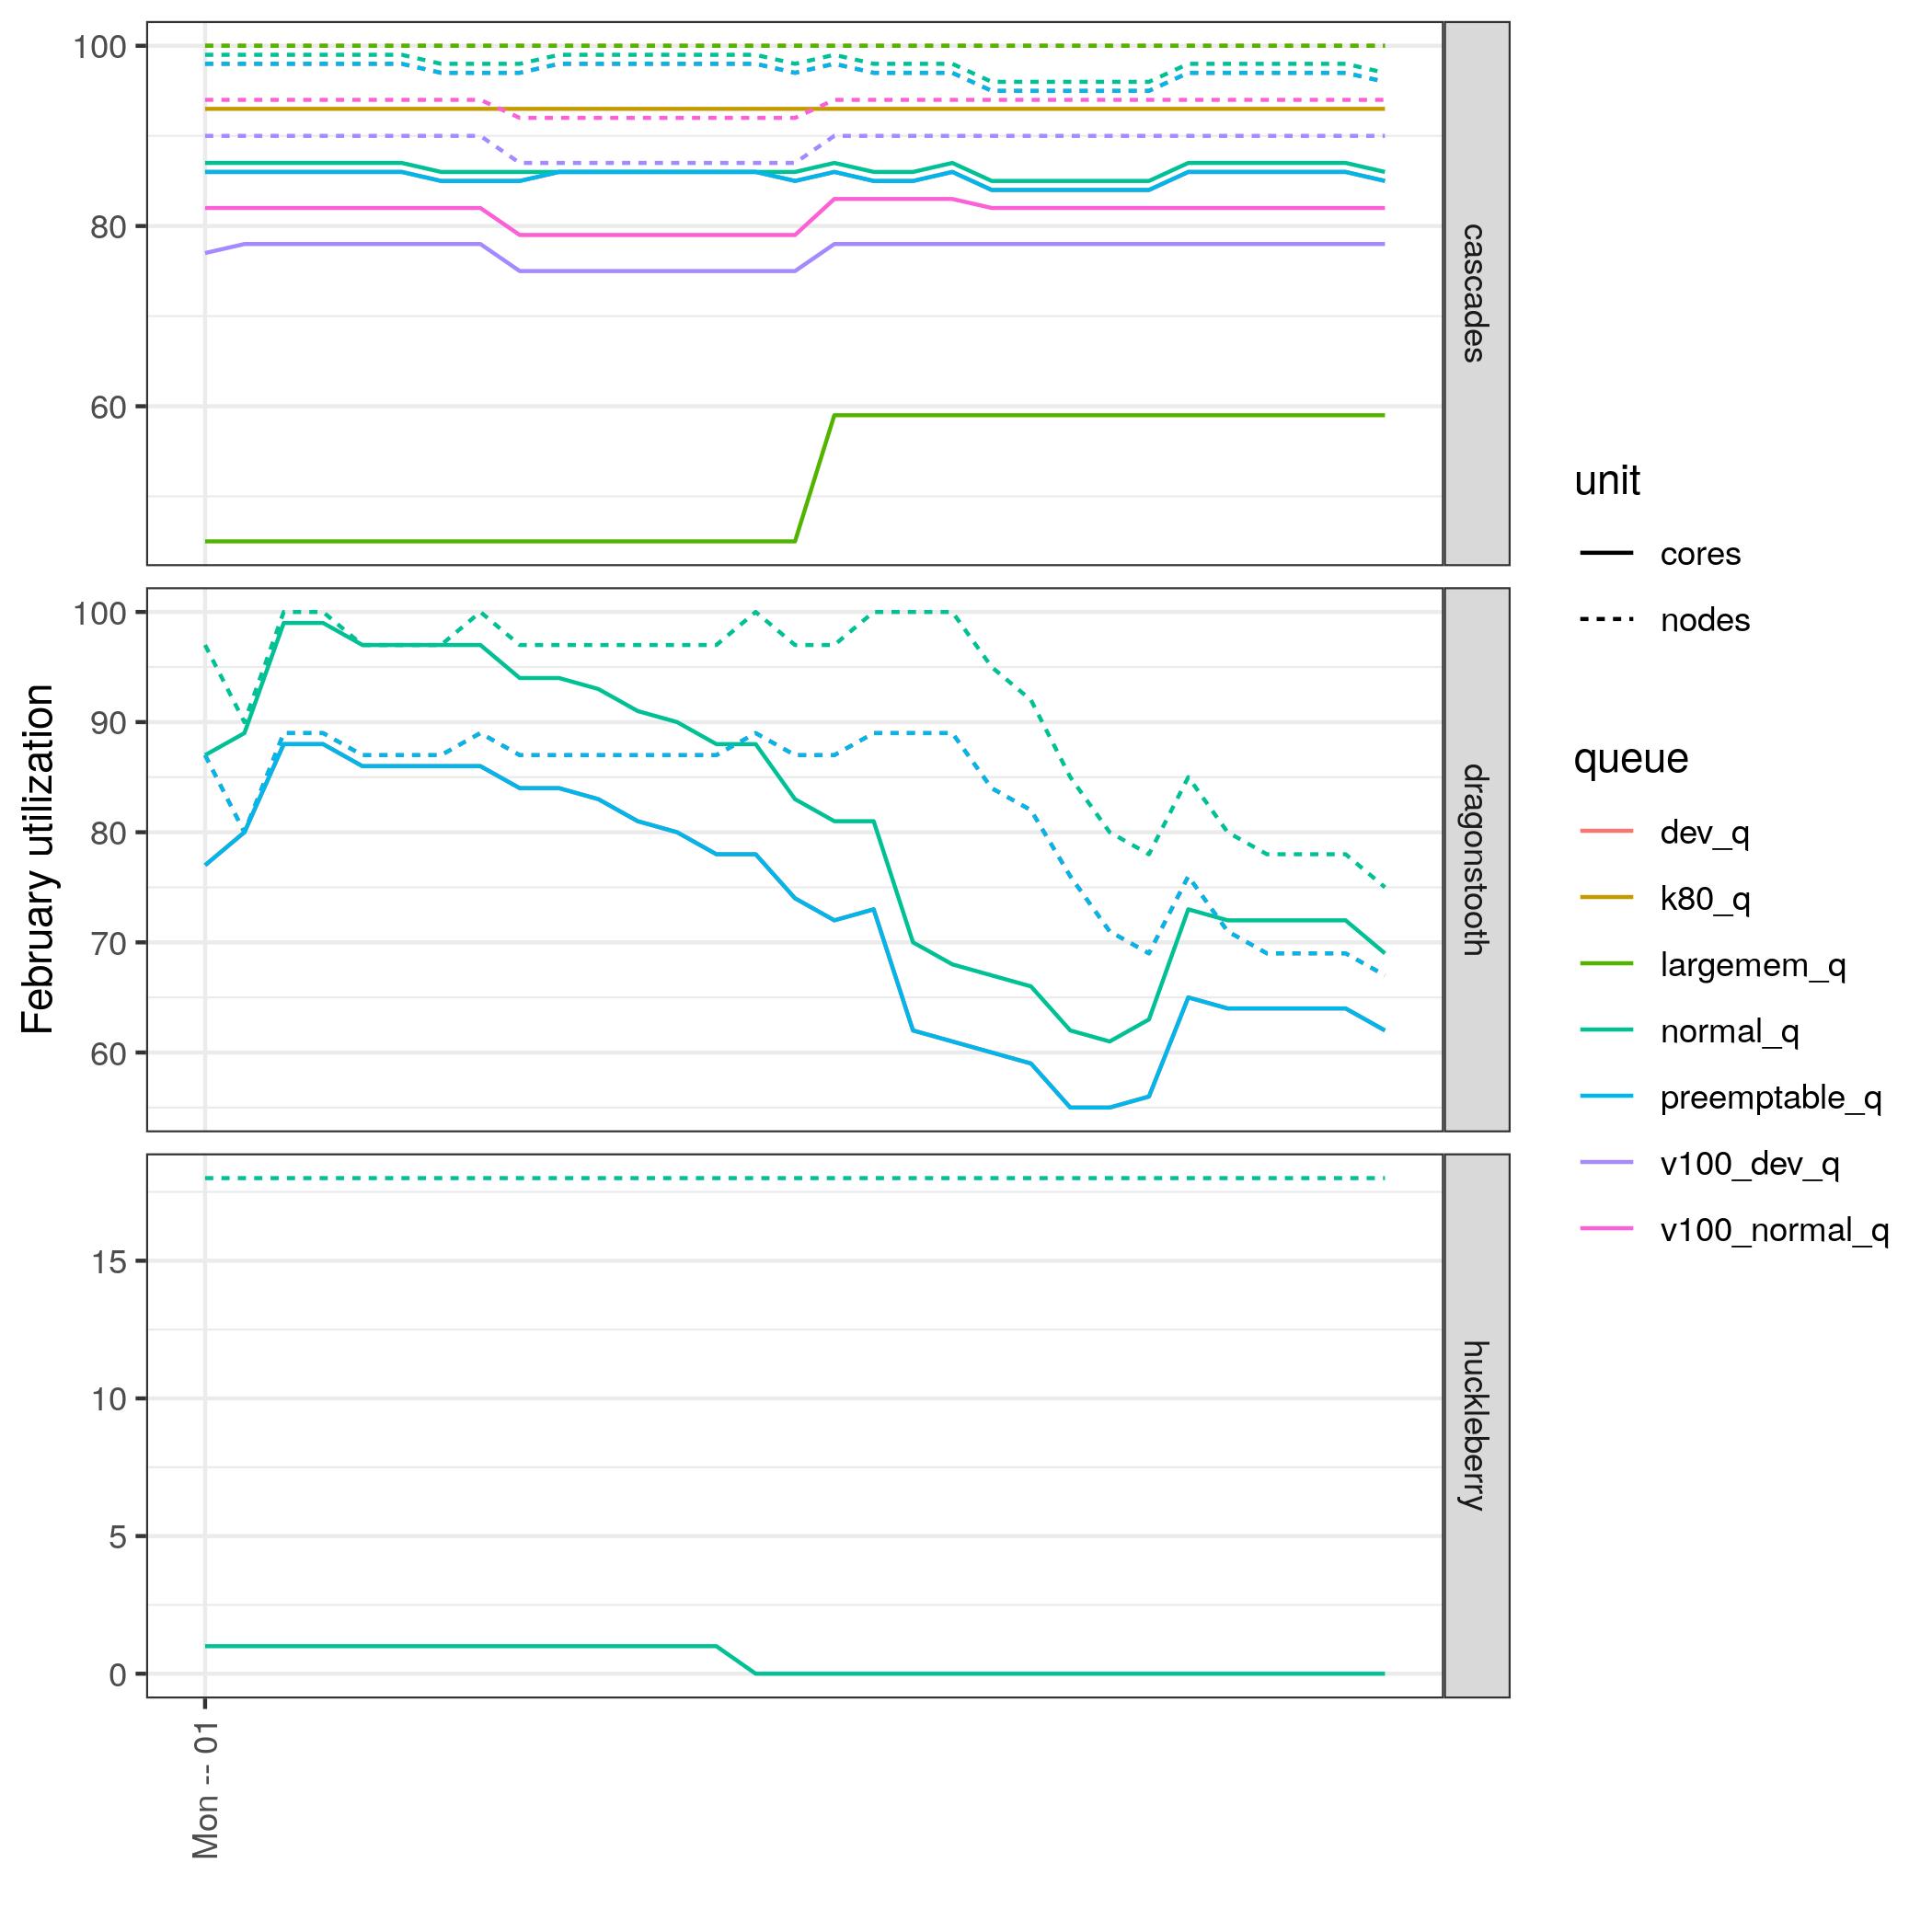 February utilization
100
80
60
cascades
100
90
80
70
60
dragonstooth
15
10
5
0
huckleberry
Mon -- 01
unit
cores
nodes
queue
dev_q
k80_q
largemem_q
normal_q
preemptable_q
v100_dev_q
v100_normal_q